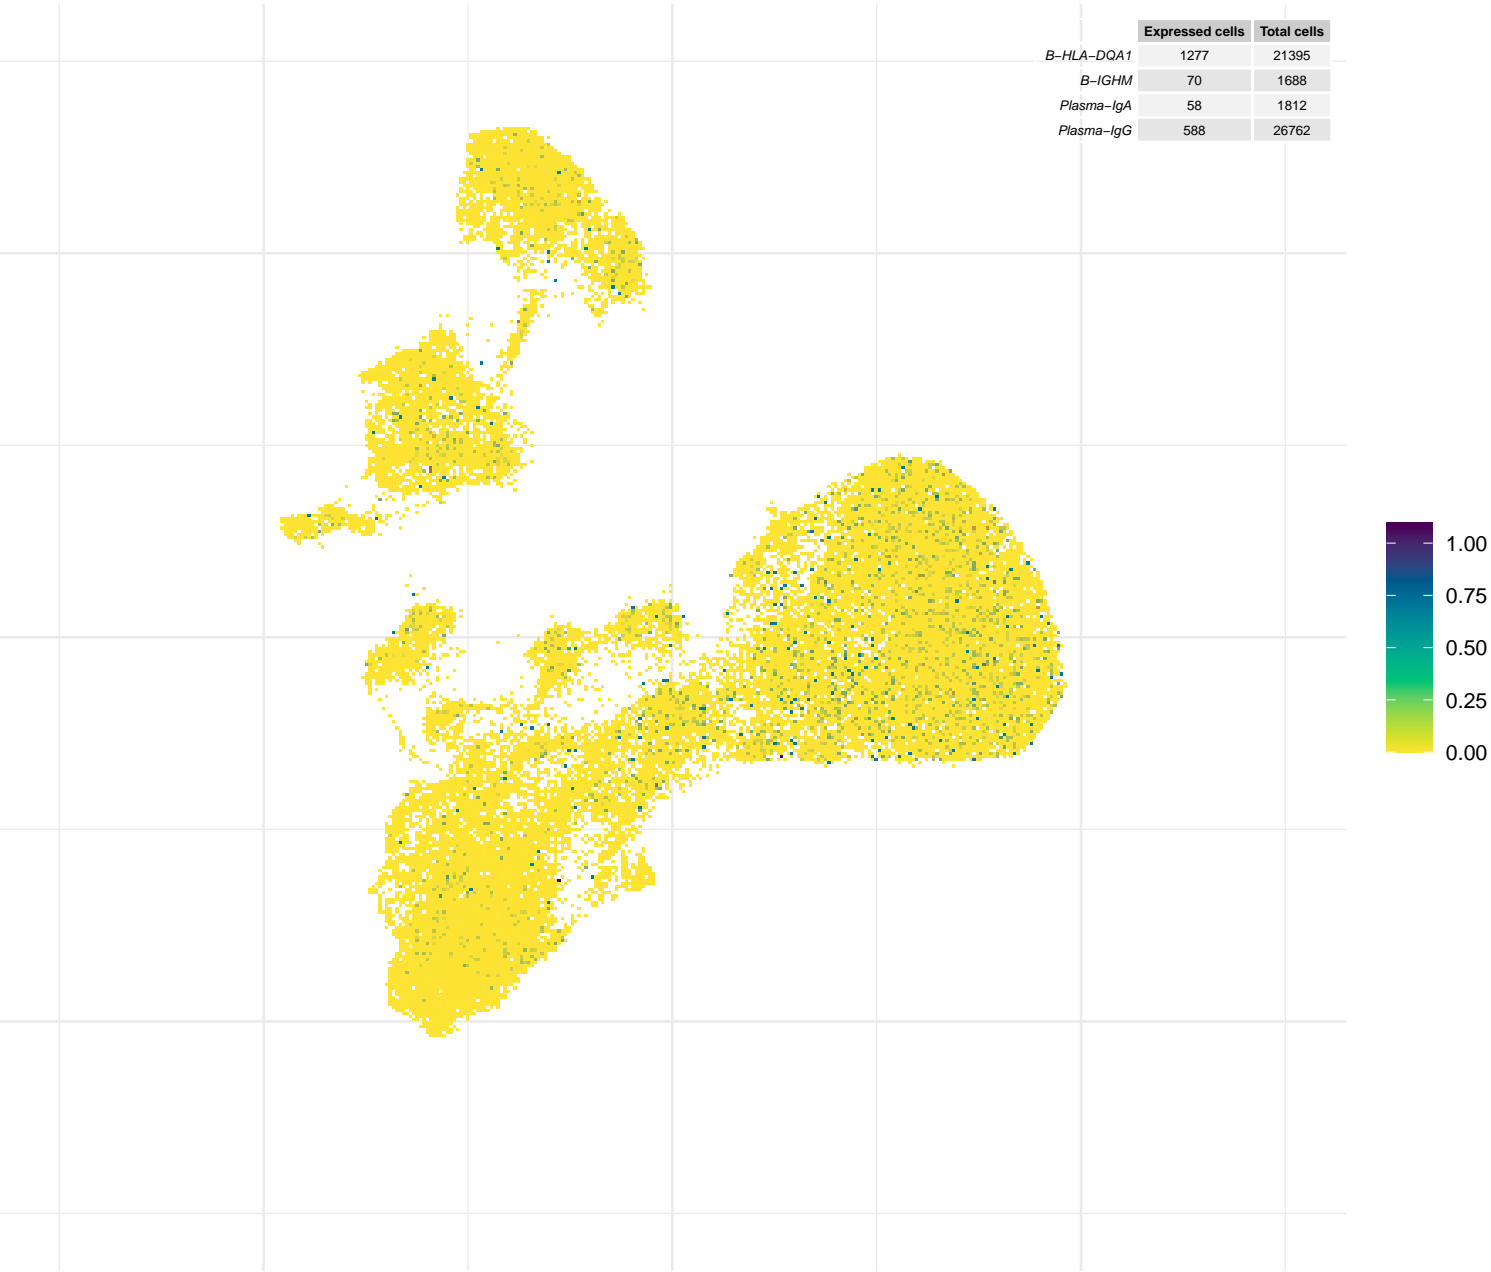 Expressed cells Total cells
B−HLA−DQA1 1277 21395
B−IGHM 70 1688
Plasma−IgA 58 1812
Plasma−IgG 588 26762
1.00
0.75
0.50
0.25
0.00